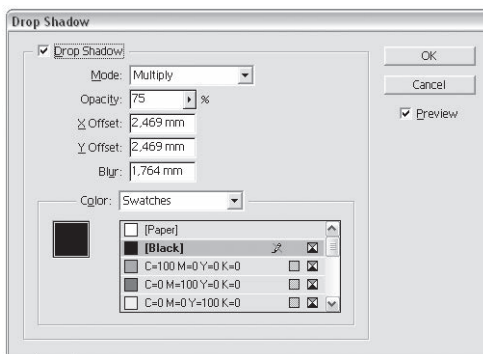 Drop Shadow
Drop Shadow
OK
Mode: Multiply
Cancel
Opacity: 75 %
Preview
X Offset: 2,469 mm
Y Offset: 2,469 mm
Blur: 1,764 mm
Color: Swatches
[Paper]
[Black]
C=100 M=0 Y=0 K=0
C=0 M=100 Y=0 K=0
C=0 M=0 Y=100 K=0